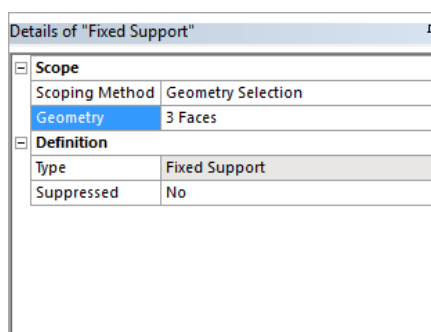 Details of "Fixed Support"
Scope
Scoping Method Geometry Selection
Geometry 3 Faces
Definition
Type Fixed Support
Suppressed No